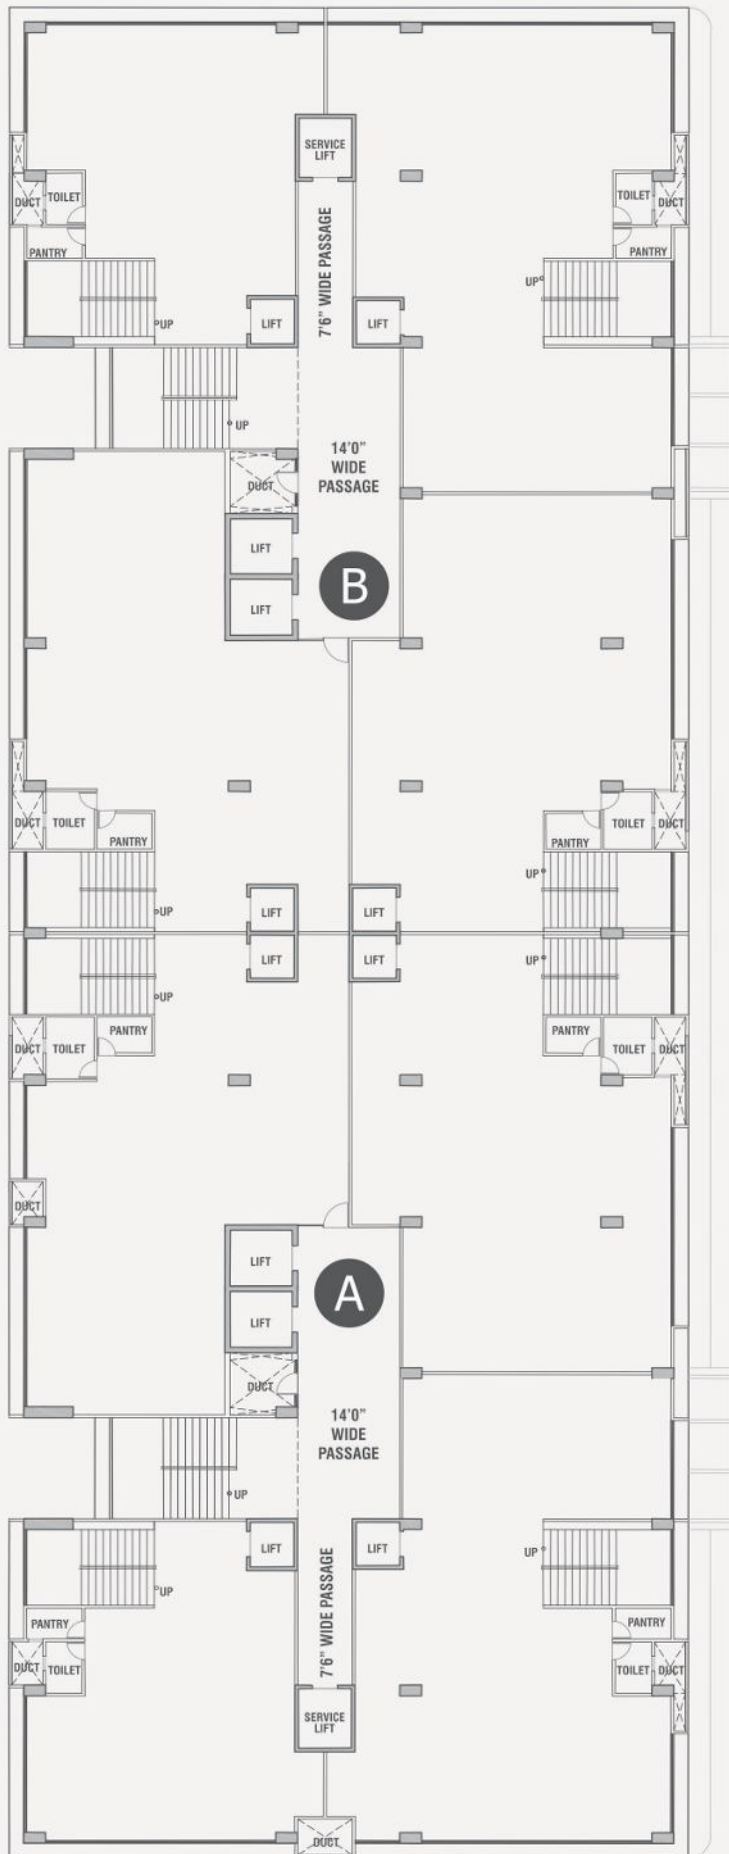 SERVICE
LIFT
DUCT
TOILET
TOILET
DUCT
PANTRY
PANTRY
7'6" WIDE PASSAGE
UP
UP
LIFT
LIFT
UP
14'0"
WIDE
PASSAGE
DUCT
LIFT
B
LIFT
DUCT
TOILET
PANTRY
PANTRY
TOILET
DUCT
UP
UP
LIFT
LIFT
LIFT
LIFT
UP
UP
DUCT
TOILET
PANTRY
PANTRY
TOILET
DUCT
DUCT
LIFT
A
LIFT
DUCT
14'0"
WIDE
PASSAGE
UP
LIFT
LIFT
UP
UP
7'6" WIDE PASSAGE
PANTRY
PANTRY
DUCT
TOILET
TOILET
DUCT
SERVICE
LIFT
DUCT